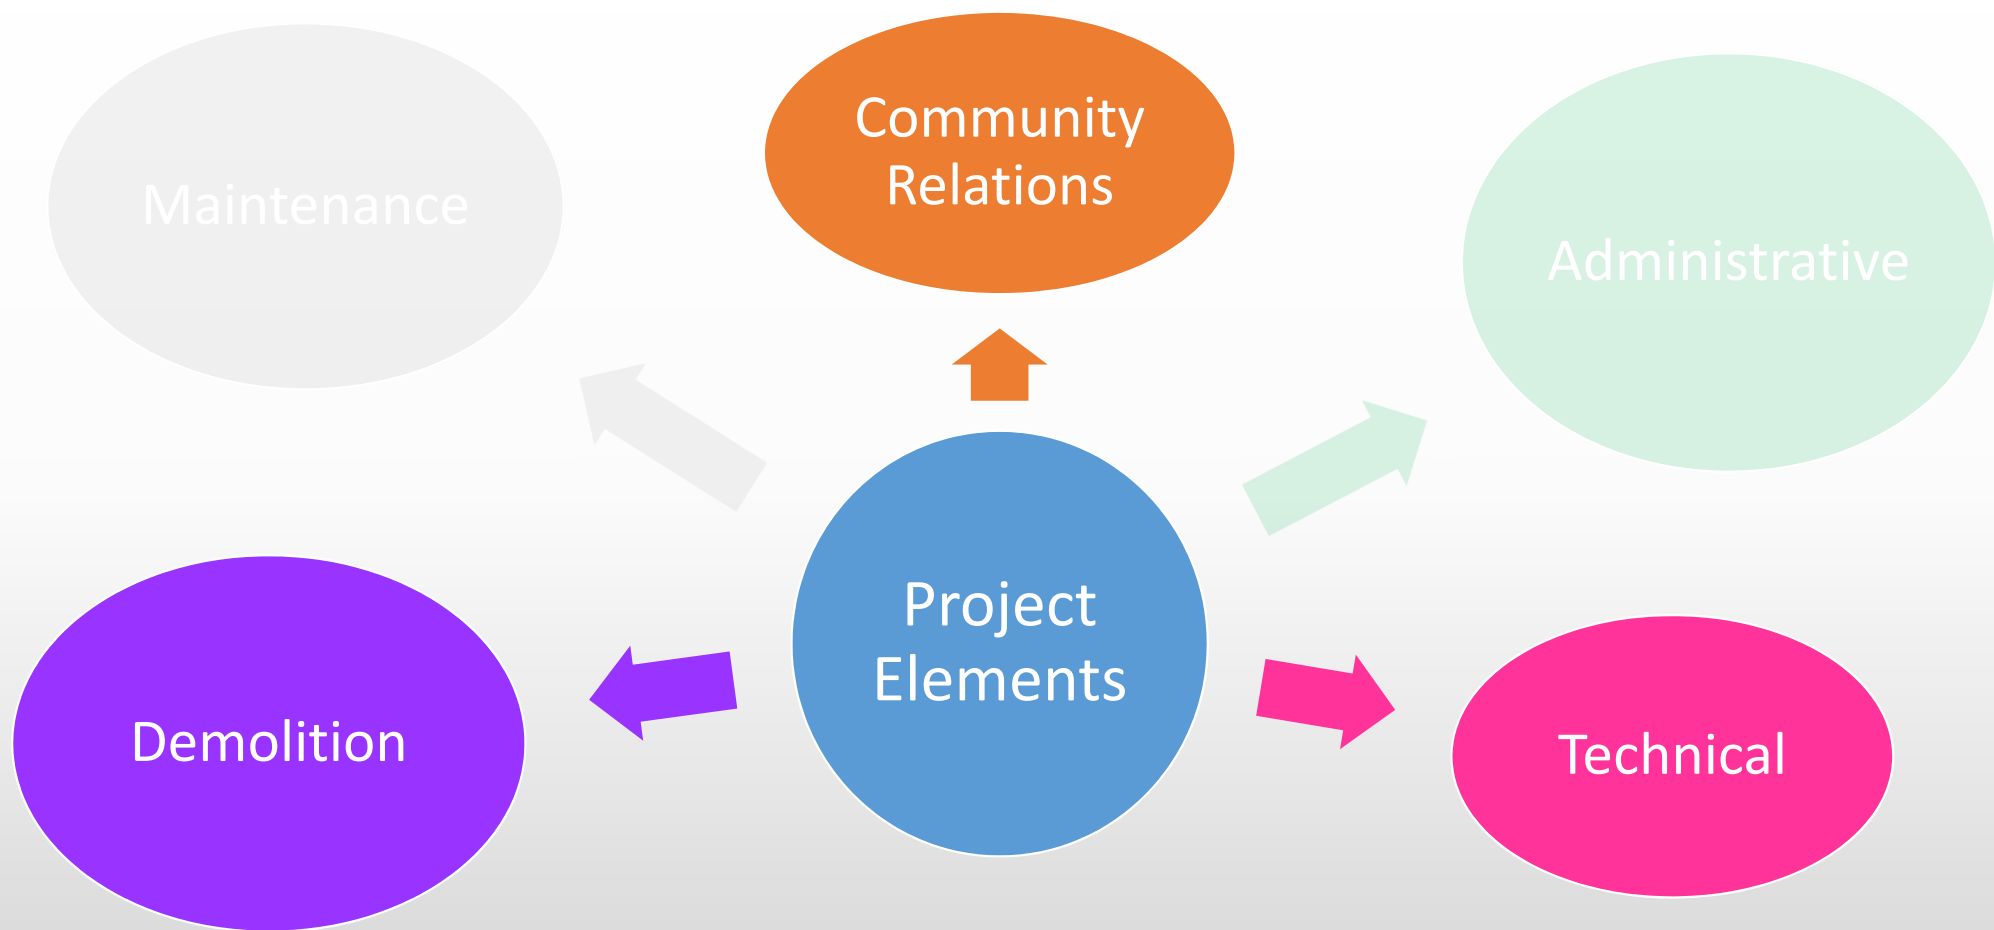 Community
Relations
Maintenance
Administrative
Project
Elements
Demolition
Technical